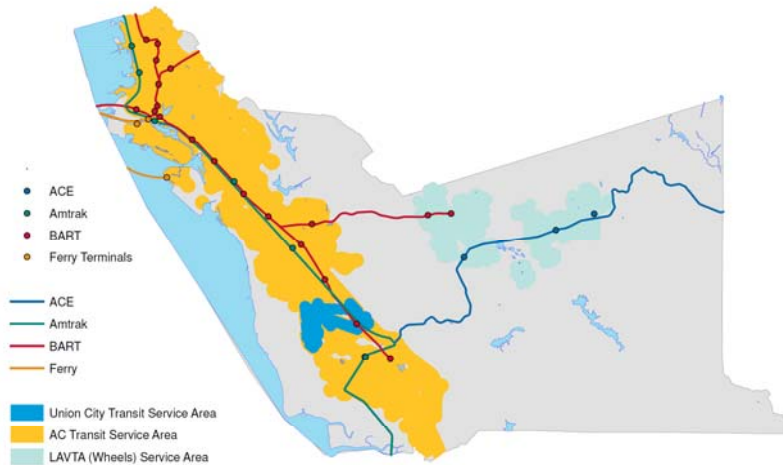 ACE
Amtrak
BART
Ferry Terminals
ACE
Amtrak
BART
Ferry
Union City Transit Service Area
AC Transit Service Area
LAVTA (Wheels) Service Area